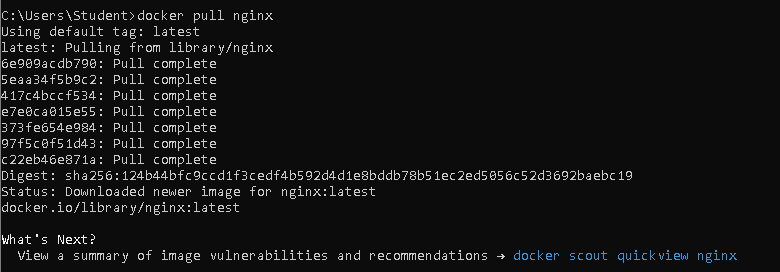 C:\Users\Student>docker pull nginx
Using default tag: latest
latest: Pulling from library/nginx
6e909acdb790: Pull complete
5eaa34f5b9c2: Pull complete
417c4bccf534: Pull complete
e7e0ca015e55: Pull complete
373fe654e984: Pull complete
97f5c0f51d43: Pull complete
c22eb46e871a: Pull complete
Digest: sha256:124b44bfc9ccd1f3cedf4b592d4d1e8bddb78b51ec2ed5056c52d3692baebc19
Status: Downloaded newer image for nginx:latest
docker.io/library/nginx:latest
What's Next?
View a summary of image vulnerabilities and recommendations → docker scout quickview nginx